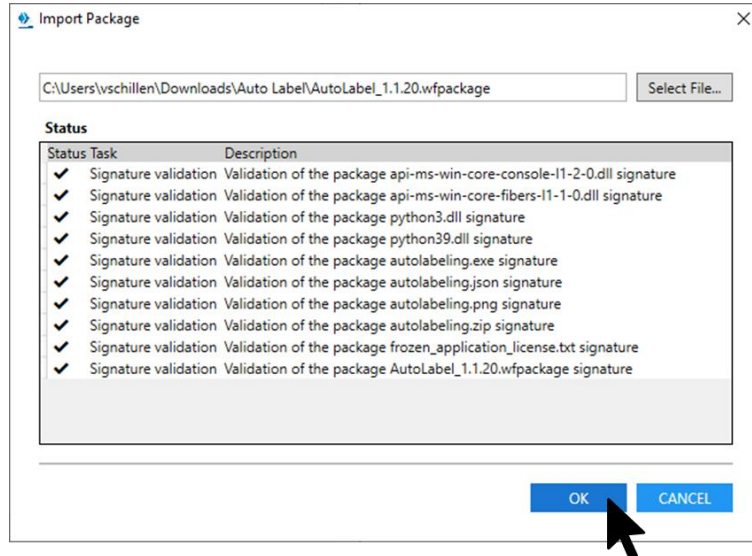 Import Package
C:\Users\vschillen\Downloads\Auto Label\AutoLabel_1.1.20.wfpackage Select File...
Status
Status Task Description
Signature validation Validation of the package api-ms-win-core-console-l1-2-0.dll signature
Signature validation Validation of the package api-ms-win-core-fibers-l1-1-0.dll signature
Signature validation Validation of the package python3.dll signature
Signature validation Validation of the package python39.dll signature
Signature validation Validation of the package autolabeling.exe signature
Signature validation Validation of the package autolabeling.json signature
Signature validation Validation of the package autolabeling.png signature
Signature validation Validation of the package autolabeling.zip signature
Signature validation Validation of the package frozen_application_license.txt signature
Signature validation Validation of the package AutoLabel_1.1.20.wfpackage signature
OK CANCEL